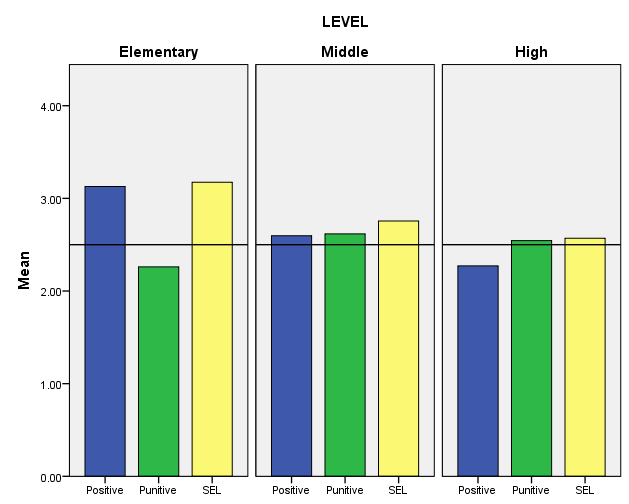 LEVEL
Elementary Middle High
4.00
3.00
2.00
1.00
0.00
Mean
Positive Punitive SEL Positive Punitive SEL Positive Punitive SEL